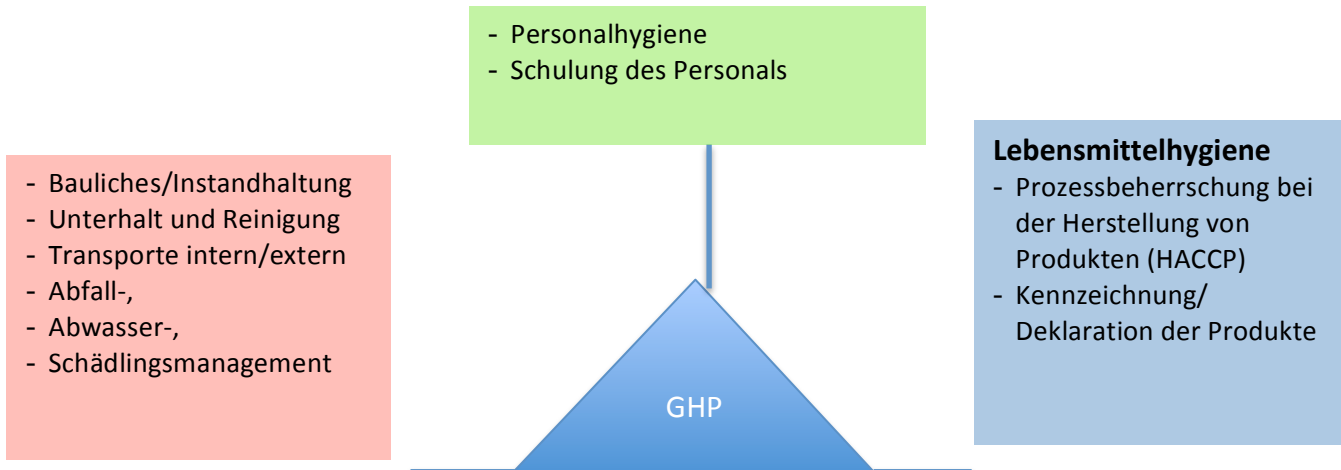 - Personalhygiene
- Schulung des Personals
- Bauliches/Instandhaltung
- Unterhalt und Reinigung
- Transporte intern/extern
- Abfall-,
- Abwasser-,
- Schädlingsmanagement
Lebensmittelhygiene
- Prozessbeherrschung bei
der Herstellung von
Produkten (HACCP)
- Kennzeichnung/
Deklaration der Produkte
GHP